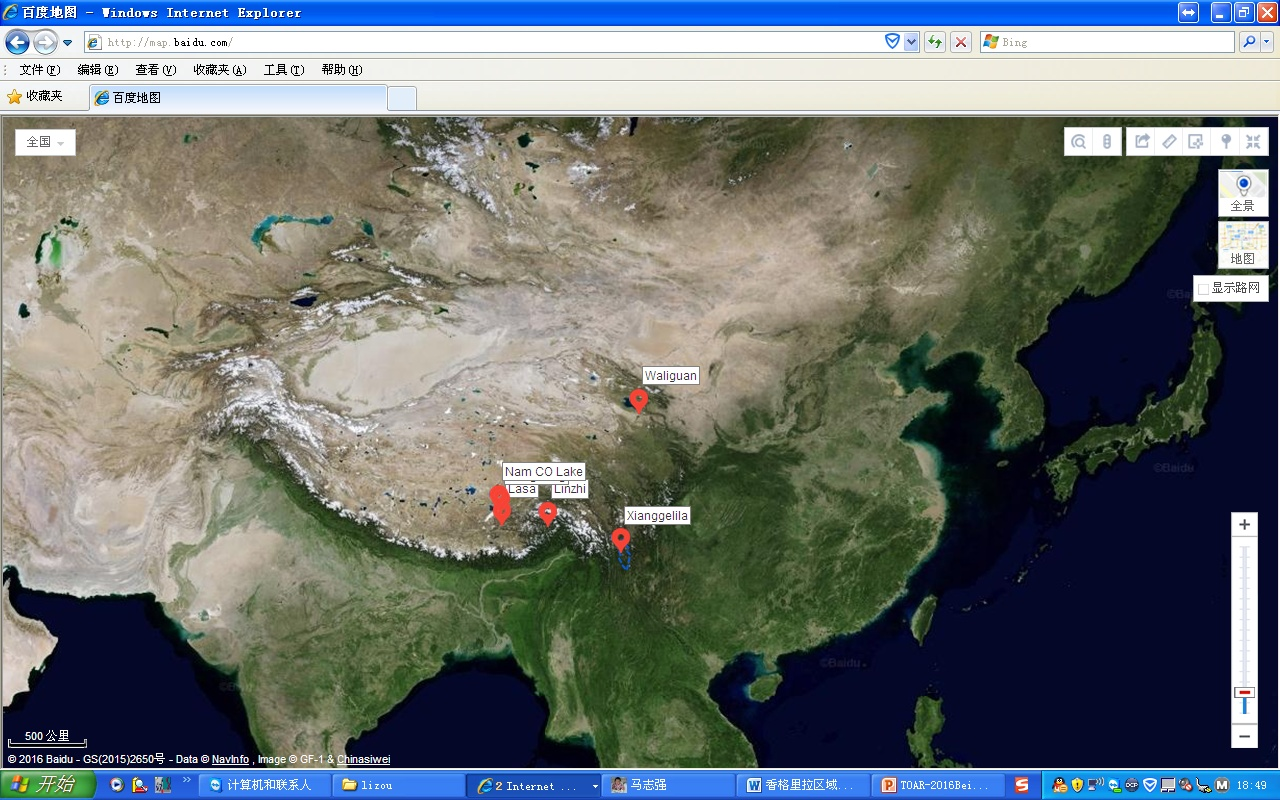 百度地图 - Windows Internet Explorer
http://map.baidu.com/
Bing
文件(F) 编辑(E) 查看(V) 收藏夹(A) 工具(T) 帮助(H)
收藏夹 百度地图
全国
全景
地图
显示路网
©Baidu
Waliguan
Nam CO Lake
Lasa Linzhi
Xianggelila
©Baidu
©Baidu
500 公里
© 2016 Baidu - GS(2015)2650号 - Data © NavInfo , Image © GF-1 & Chinasiwei
开始 计算机和联系人 lizou 2 Internet ... 马志强 香格里拉区域... TOAR-2016Bei... 18:49